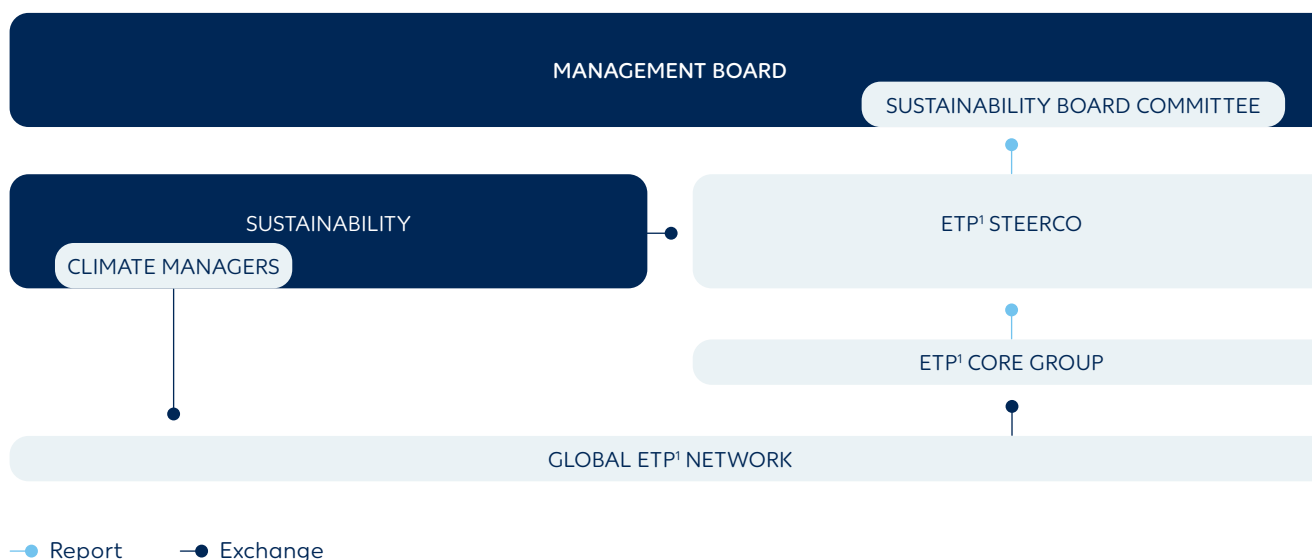 MANAGEMENT BOARD
SUSTAINABILITY BOARD COMMITTEE
SUSTAINABILITY
CLIMATE MANAGERS
ETP¹ STEERCO
ETP¹ CORE GROUP
GLOBAL ETP¹ NETWORK
Report
Exchange